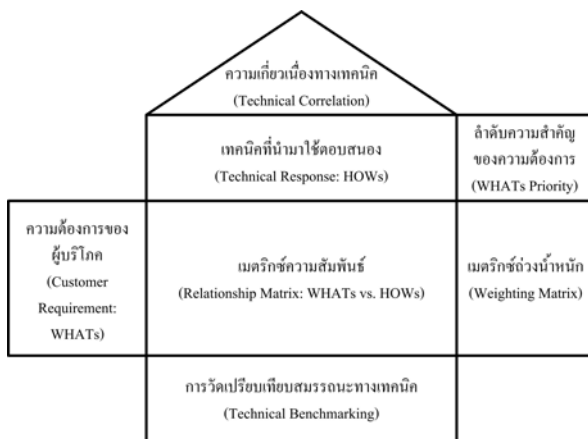 ความเกี่ยวเนื่องทางเทคนิค
(Technical Correlation)
เทคนิคที่นำมาใช้ตอบสนอง
(Technical Response: HOWs)
ลำดับความสำคัญ
ของความต้องการ
(WHATs Priority)
ความต้องการของ
ผู้บริโภค
(Customer
Requirement:
WHATs)
เมตริกซ์ความสัมพันธ์
(Relationship Matrix: WHATs vs. HOWs)
เมตริกซ์ถ่วงน้ำหนัก
(Weighting Matrix)
การวัดเปรียบเทียบสมรรถนะทางเทคนิค
(Technical Benchmarking)